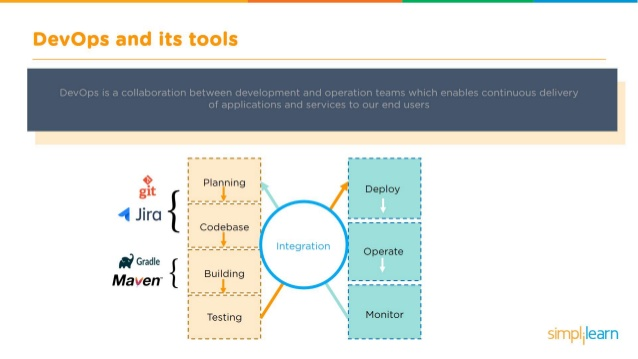 DevOps and its tools
DevOps is a collaboration between development and operation teams which enables continuous delivery
of applications and services to our end users
git
Jira
Gradle
Maven™
Planning
Codebase
Building
Testing
Integration
Deploy
Operate
Monitor
simplilearn